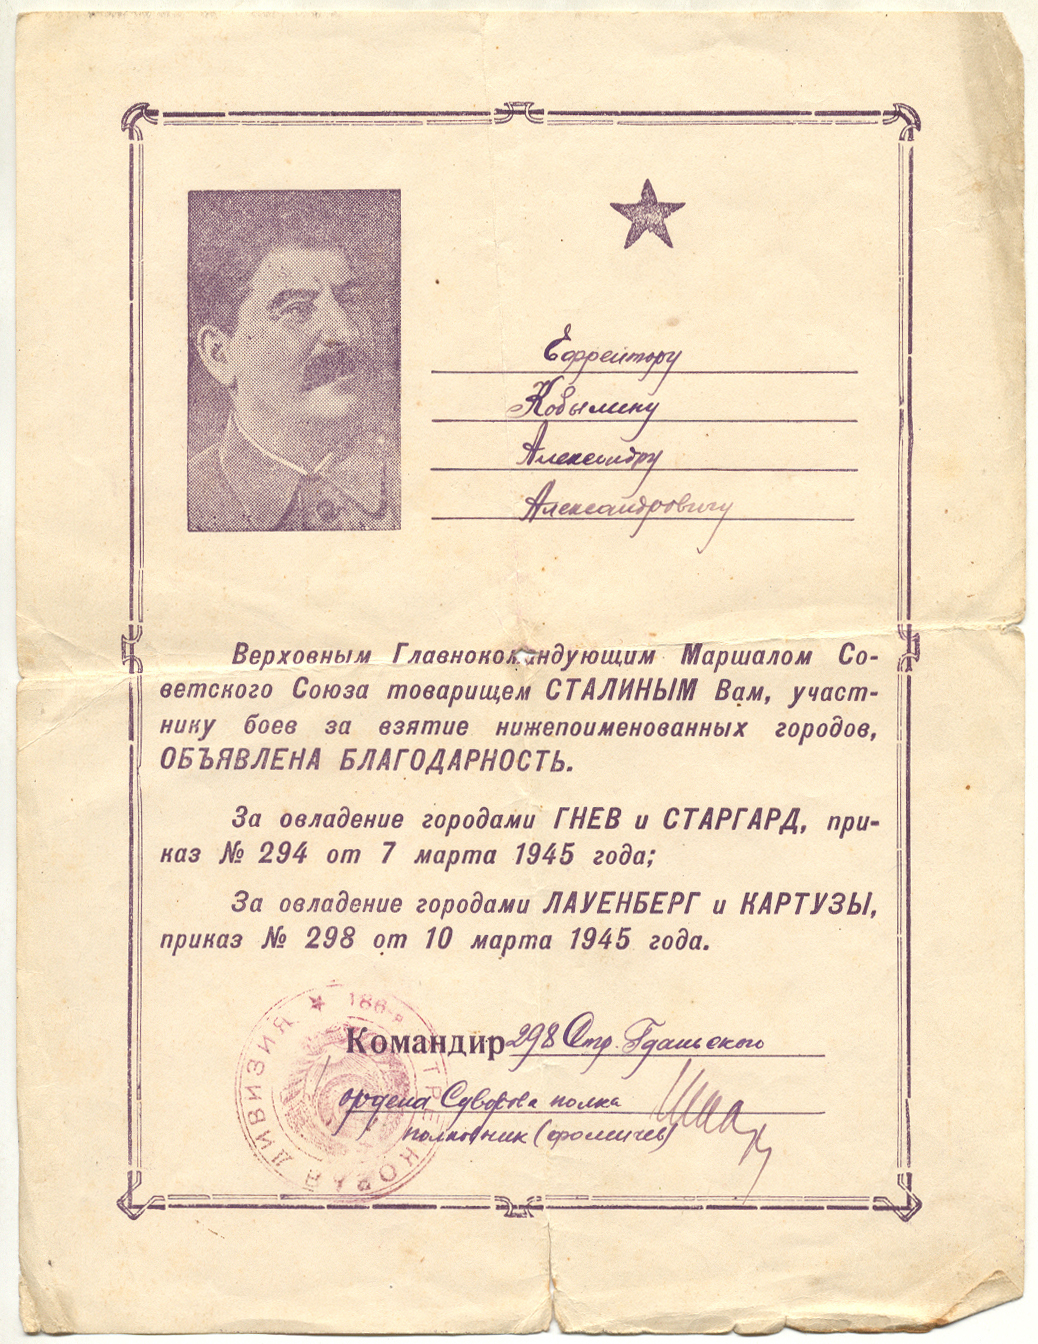 Ефрейтору
Кобылину
Александру
Александровичу
Верховным Главнокомандующим Маршалом Со-
ветского Союза товарищем СТАЛИНЫМ Вам, участ-
нику боев за взятие нижепоименованных городов,
ОБЪЯВЛЕНА БЛАГОДАРНОСТЬ.
За овладение городами ГНЕВ и СТАРГАРД, при-
каз № 294 от 7 марта 1945 года;
За овладение городами ЛАУЕНБЕРГ и КАРТУЗЫ,
приказ № 298 от 10 марта 1945 года.
Командир 298 Стр. Гданьского
ордена Суворова полка
полковник (Фомичев)
СТРЕЛКОВАЯ ДИВИЗИЯ